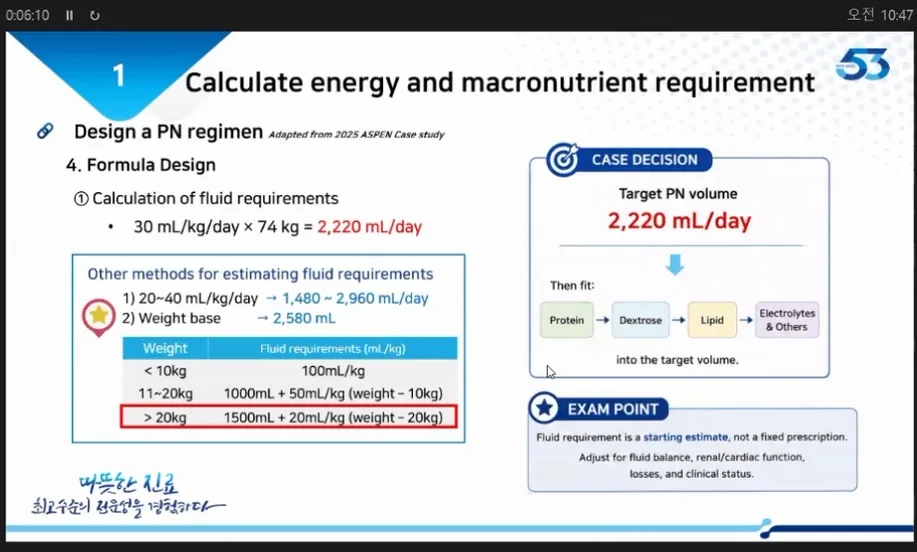 0:06:10
오전 10:47
1
Calculate energy and macronutrient requirement
53
Design a PN regimen Adapted from 2025 ASPEN Case study
4. Formula Design
① Calculation of fluid requirements
• 30 mL/kg/day × 74 kg = 2,220 mL/day
Other methods for estimating fluid requirements
1) 20~40 mL/kg/day → 1,480 ~ 2,960 mL/day
2) Weight base → 2,580 mL
Weight Fluid requirements (mL/kg)
< 10kg 100mL/kg
11~20kg 1000mL + 50mL/kg (weight – 10kg)
> 20kg 1500mL + 20mL/kg (weight – 20kg)
CASE DECISION
Target PN volume
2,220 mL/day
Then fit:
Protein → Dextrose → Lipid → Electrolytes
& Others
into the target volume.
EXAM POINT
Fluid requirement is a starting estimate, not a fixed prescription.
Adjust for fluid balance, renal/cardiac function,
losses, and clinical status.
따뜻한 진료
최고수준의 전문성을 경험하다